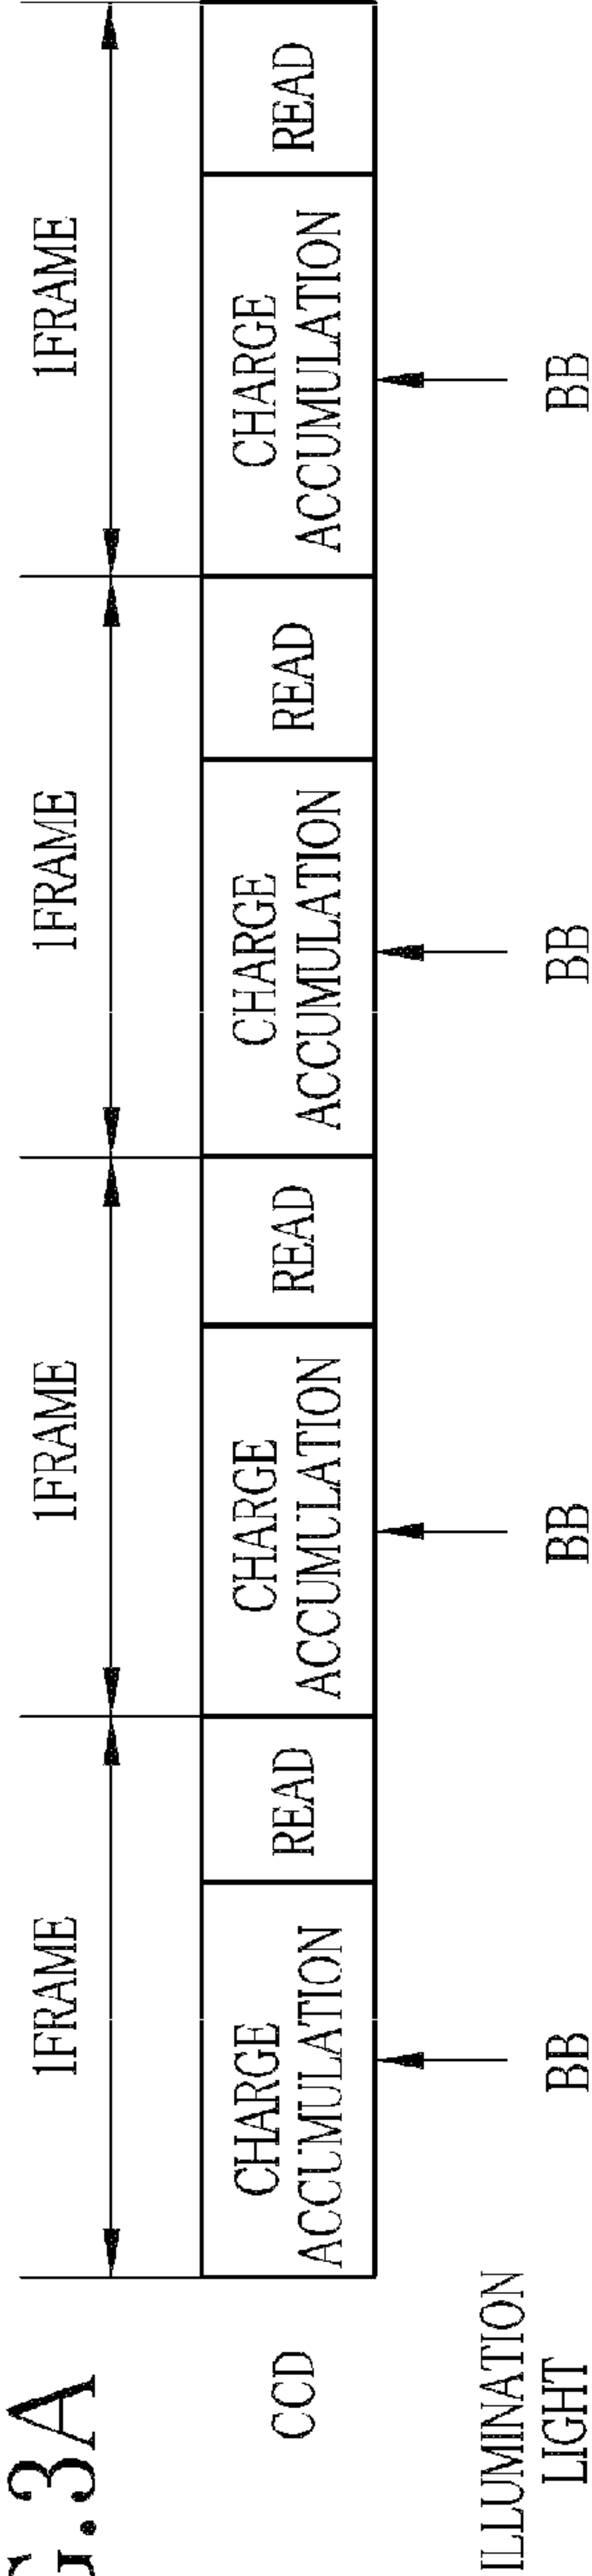 G.3A
1FRAME
1FRAME
1FRAME
1FRAME
CCD
CHARGE
ACCUMULATION
READ
CHARGE
ACCUMULATION
READ
CHARGE
ACCUMULATION
READ
CHARGE
ACCUMULATION
READ
ILLUMINATION
LIGHT
BB
BB
BB
BB